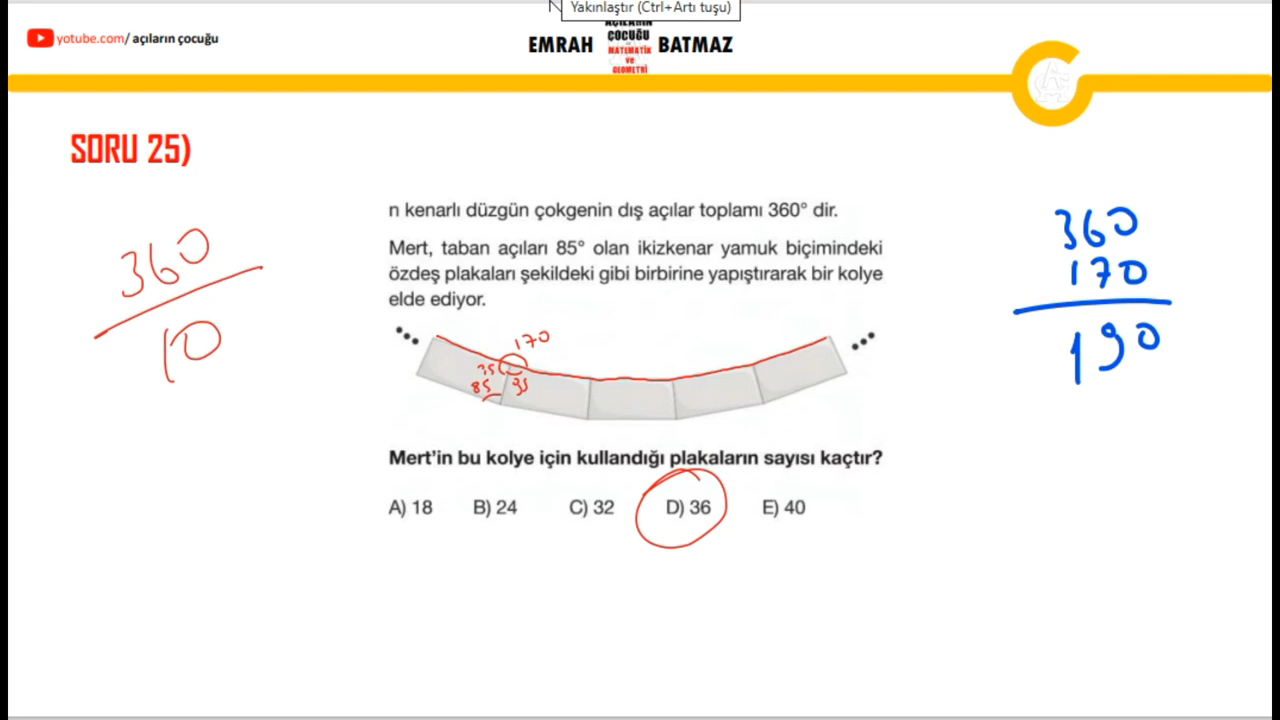 Yakınlaştır (Ctrl+Artı tuşu)
yotube.com/ açıların çocuğu
EMRAH
AÇILARIN
ÇOCUĞU
MATEMATİK
ve
GEOMETRİ
BATMAZ
SORU 25)
n kenarlı düzgün çokgenin dış açılar toplamı 360° dir.
Mert, taban açıları 85° olan ikizkenar yamuk biçimindeki
özdeş plakaları şekildeki gibi birbirine yapıştırarak bir kolye
elde ediyor.
360
10
360
170
190
170
85
Mert'in bu kolye için kullandığı plakaların sayısı kaçtır?
A) 18 B) 24 C) 32 D) 36 E) 40